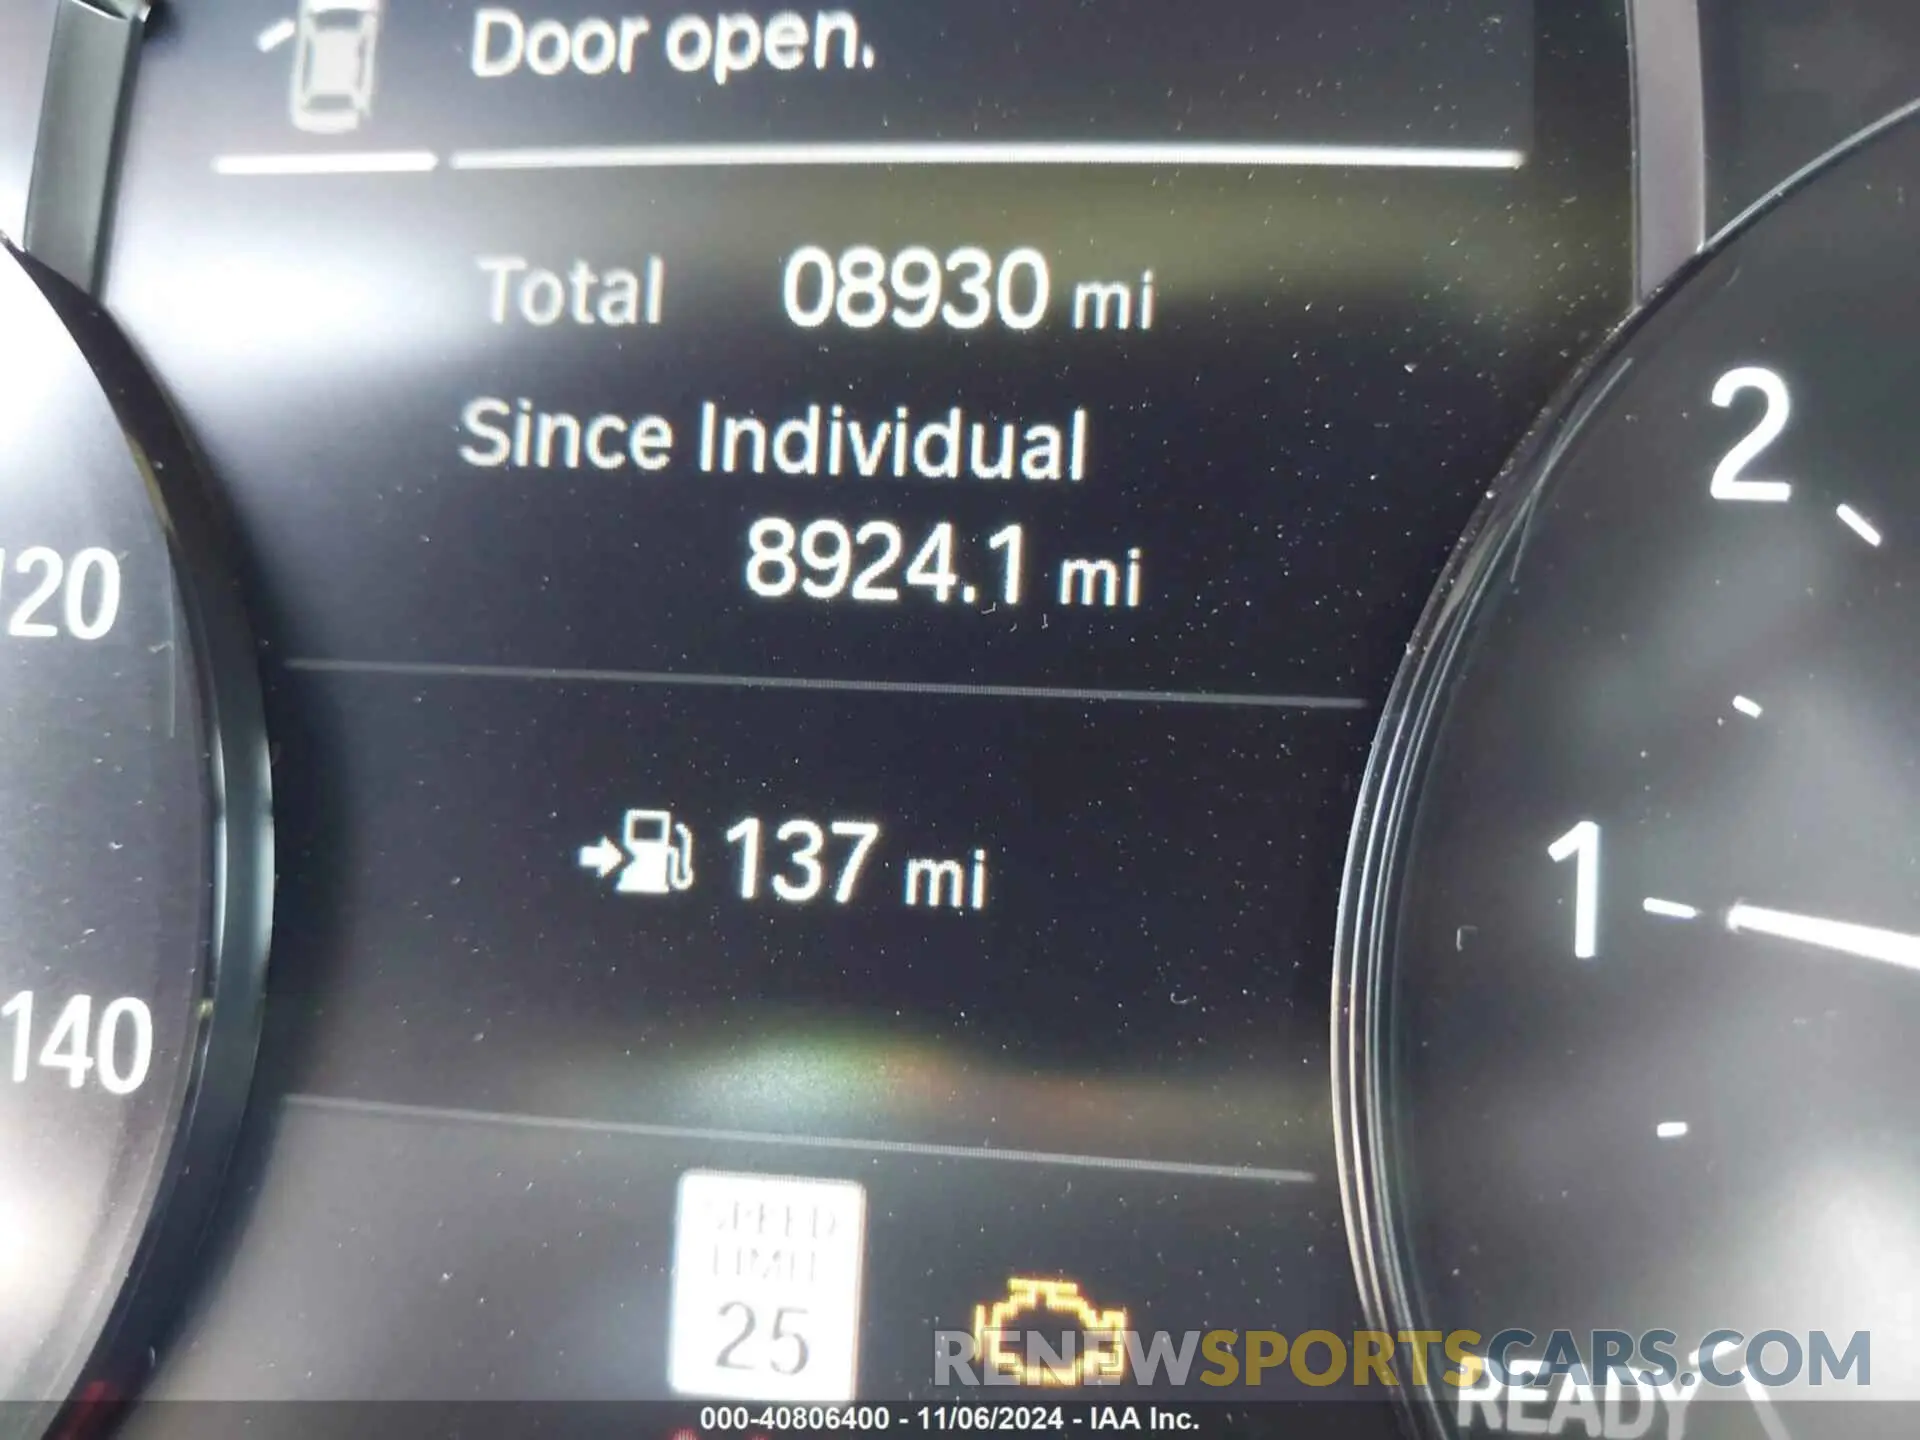 Door open.
Total 08930 mi
Since Individual
8924.1 mi
2
120
137 mi
1
140
SPEED
LIMIT
25
RENEWSPORTSCARS.COM
READY
000-40806400 - 11/06/2024 - IAA Inc.